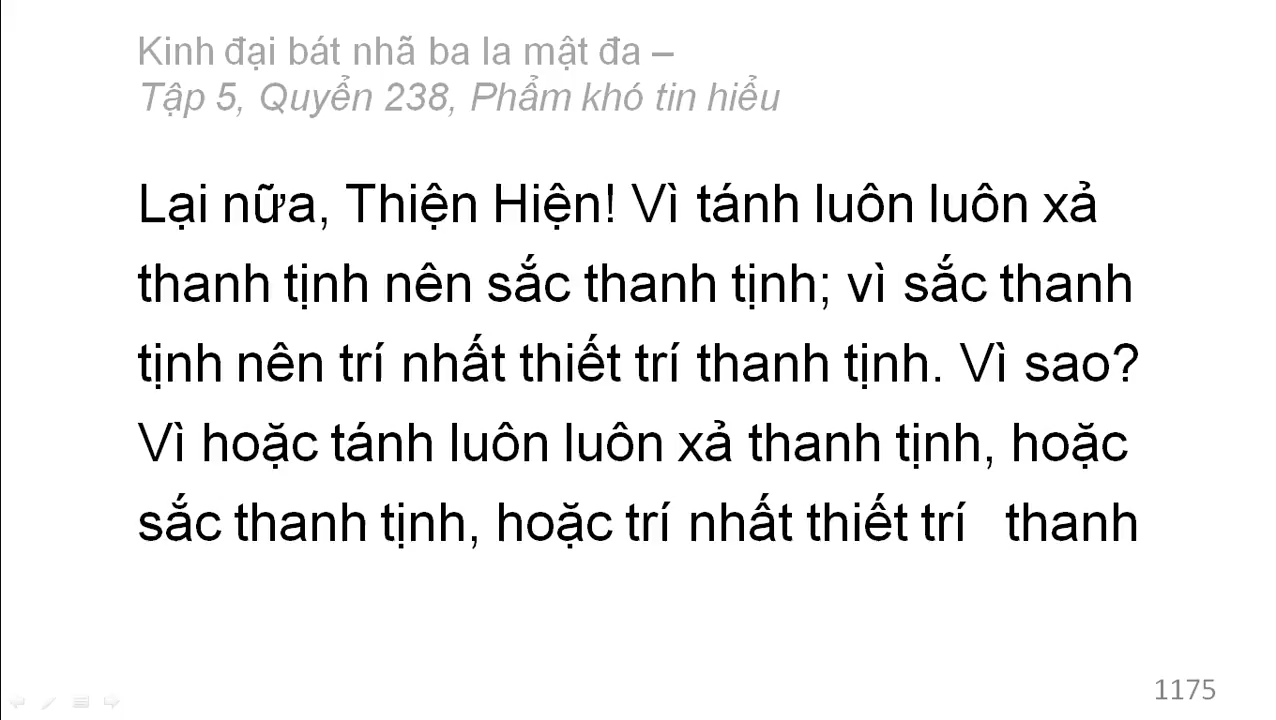 Kinh đại bát nhã ba la mật đa –
Tập 5, Quyển 238, Phẩm khó tin hiểu
Lại nữa, Thiện Hiện! Vì tánh luôn luôn xả
thanh tịnh nên sắc thanh tịnh; vì sắc thanh
tịnh nên trí nhất thiết trí thanh tịnh. Vì sao?
Vì hoặc tánh luôn luôn xả thanh tịnh, hoặc
sắc thanh tịnh, hoặc trí nhất thiết trí thanh
1175